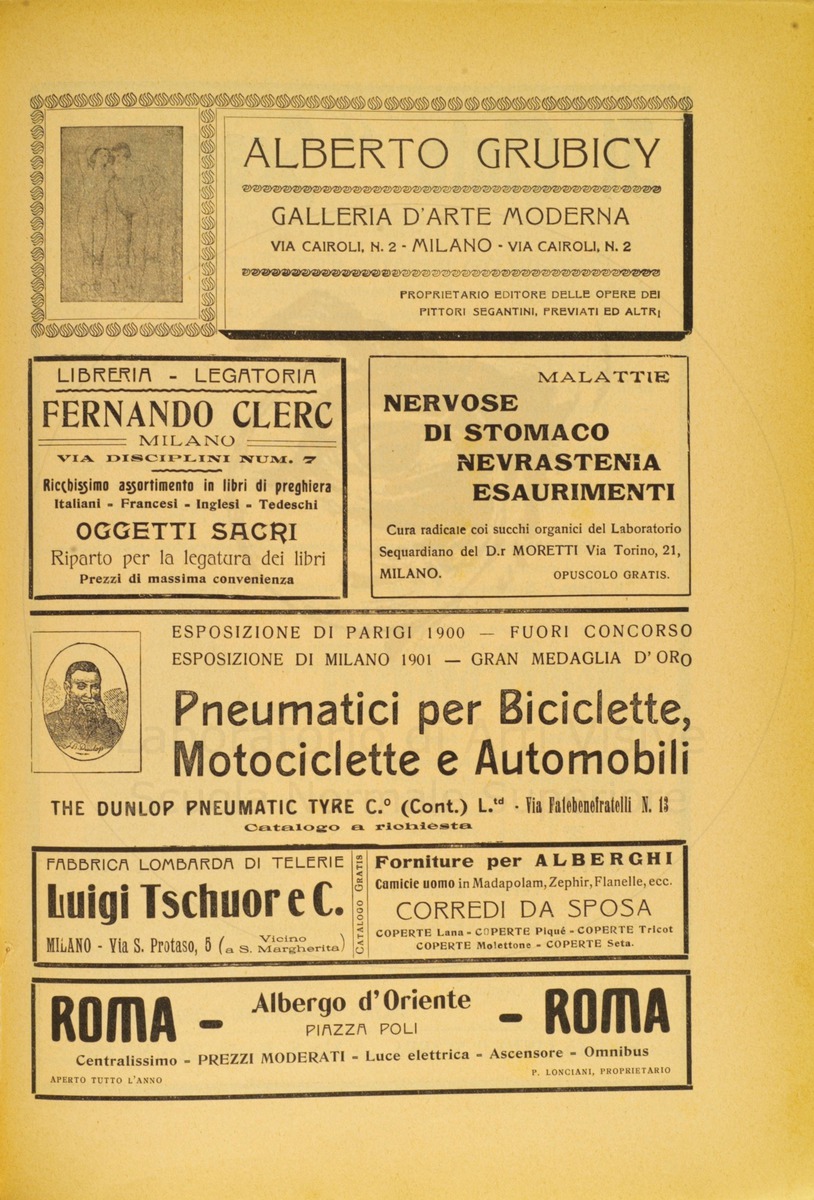 ALBERTO GRUBICY
GALLERIA D'ARTE MODERNA
VIA CAIROLI, N. 2 - MILANO - VIA CAIROLI, N. 2
PROPRIETARIO EDITORE DELLE OPERE DEI
PITTORI SEGANTINI, PREVIATI ED ALTRI
LIBRERIA - LEGATORIA
FERNANDO CLERC
MILANO
VIA DISCIPLINI NUM. 7
Ricchissimo assortimento in libri di preghiera
Italiani - Francesi - Inglesi - Tedeschi
OGGETTI SACRI
Riparto per la legatura dei libri
Prezzi di massima convenienza
MALATTIE
NERVOSE
DI STOMACO
NEVRASTENIA
ESAURIMENTI
Cura radicale coi succhi organici del Laboratorio
Sequardiano del D.r MORETTI Via Torino, 21,
MILANO. OPUSCOLO GRATIS.
ESPOSIZIONE DI PARIGI 1900 — FUORI CONCORSO
ESPOSIZIONE DI MILANO 1901 — GRAN MEDAGLIA D'ORO
Pneumatici per Biciclette,
Motociclette e Automobili
THE DUNLOP PNEUMATIC TYRE C.º (Cont.) L.td - Via Fatebenefratelli N. 13
Catalogo a richiesta
FABBRICA LOMBARDA DI TELERIE
Luigi Tschuor e C.
MILANO - Via S. Protaso, 5 (Vicino a S. Margherita)
CATALOGO GRATIS
Forniture per ALBERGHI
Camicie uomo in Madapolam, Zephir, Flanelle, ecc.
CORREDI DA SPOSA
COPERTE Lana - COPERTE Piqué - COPERTE Tricot
COPERTE Molettone - COPERTE Seta.
ROMA - Albergo d'Oriente - ROMA
PIAZZA POLI
Centralissimo - PREZZI MODERATI - Luce elettrica - Ascensore - Omnibus
APERTO TUTTO L'ANNO
P. LONCIANI, PROPRIETARIO